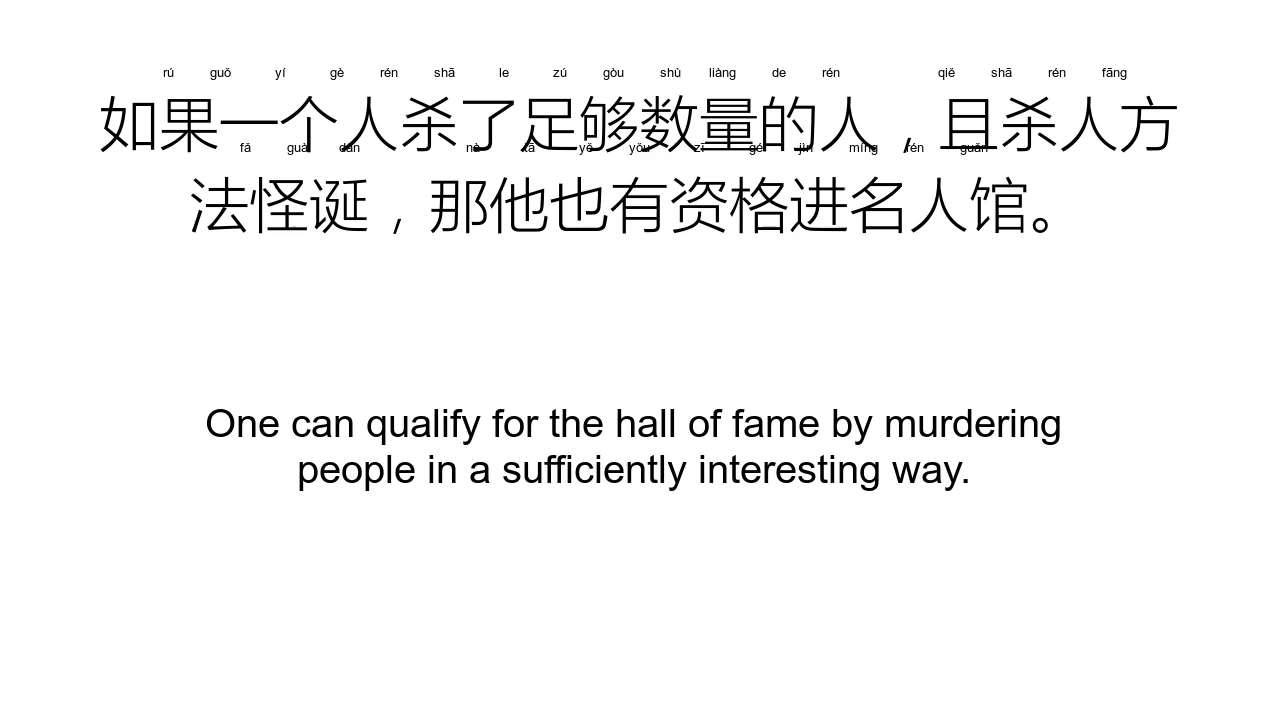 rú guǒ yí gè rén shā le zú gòu shù liàng de rén qiě shā rén fāng
如果一个人杀了足够数量的人，且杀人方
fǎ guài dàn nà tā yě yǒu zī gé jìn míng rén guǎn
法怪诞，那他也有资格进名人馆。
One can qualify for the hall of fame by murdering
people in a sufficiently interesting way.